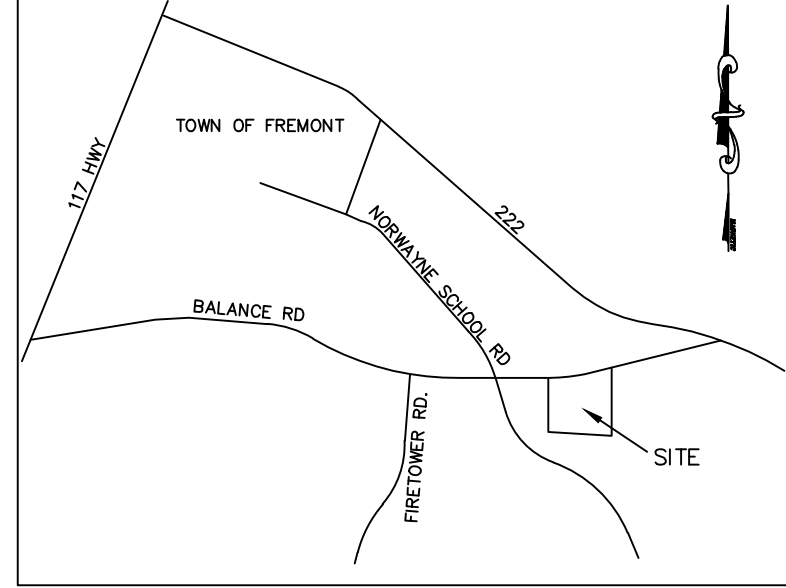 TOWN OF FREMONT
117 HWY
222
NORWAYNE SCHOOL RD
BALANCE RD
FIRETOWER RD.
SITE